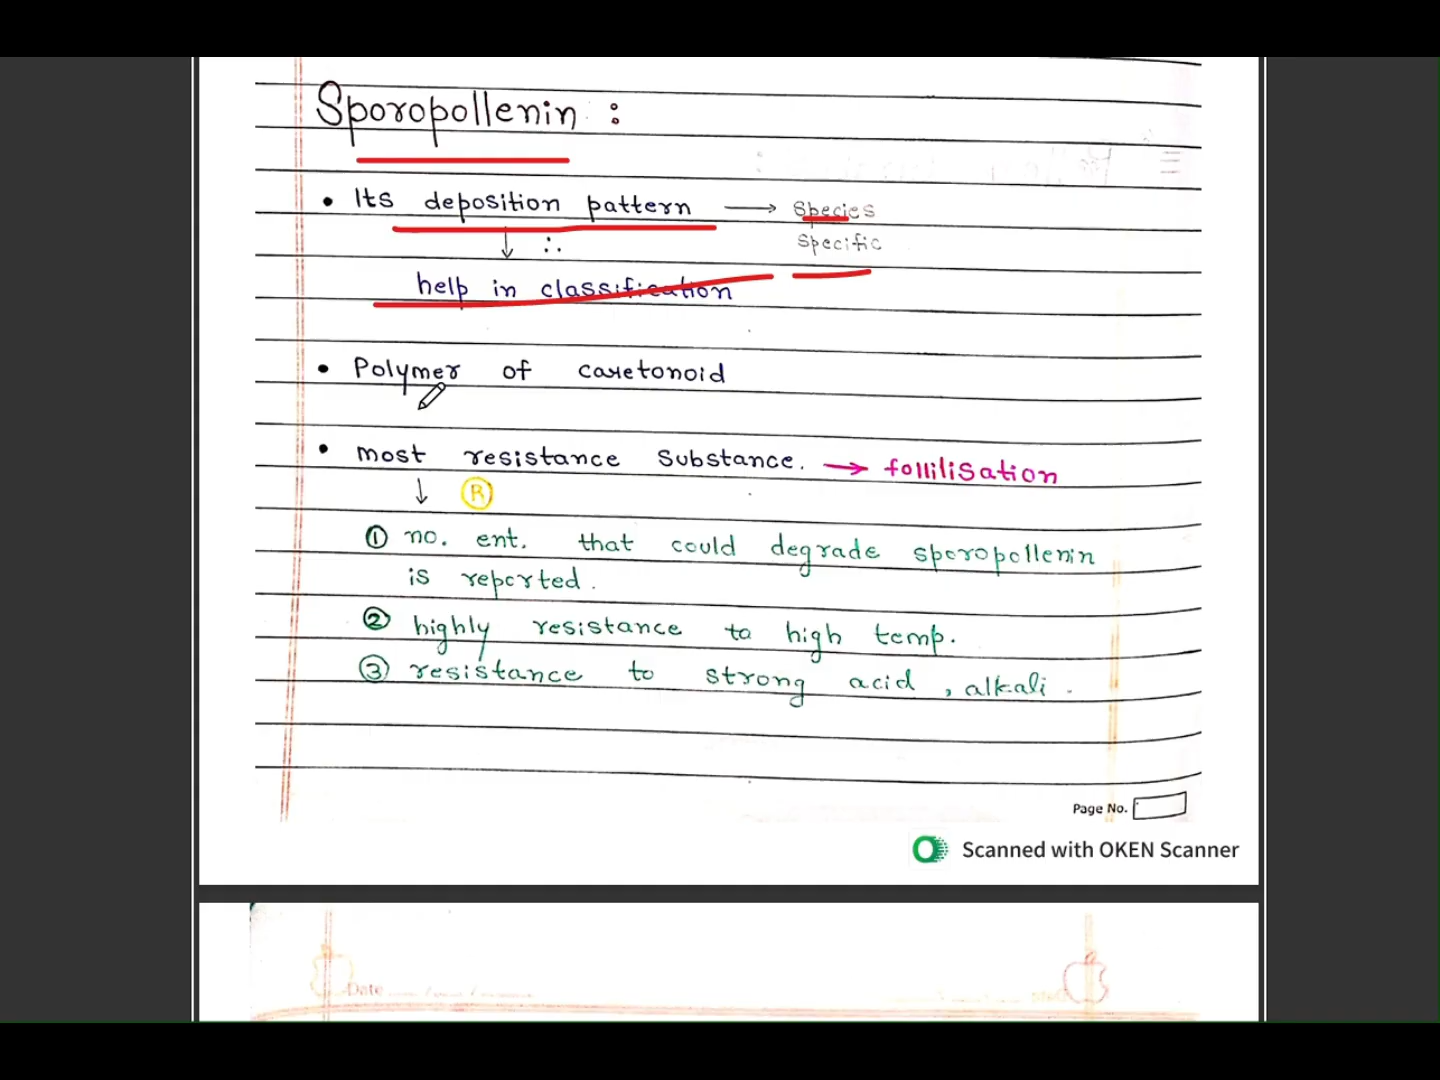 Sporopollenin :
• Its deposition pattern → Species
↓ ∴ Specific
help in classification
• Polymer of caretonoid
• most resistance substance. → follilisation
↓ R
① no. ent. that could degrade sporopollenin
is reported.
② highly resistance to high temp.
③ resistance to strong acid, alkali.
Page No.
Scanned with OKEN Scanner
Date